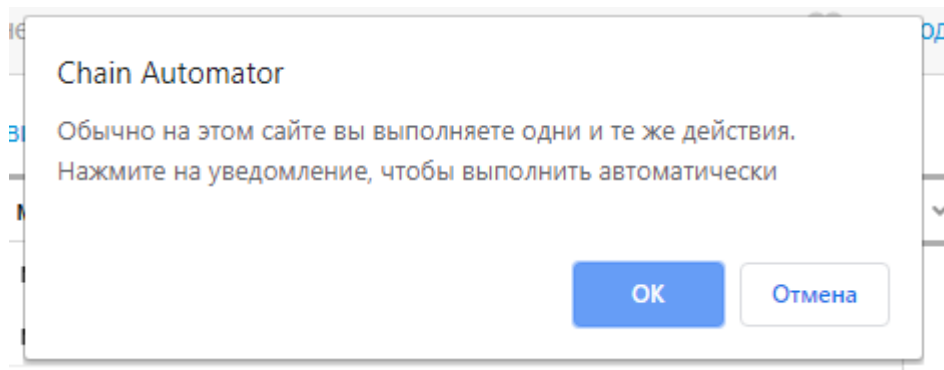 Chain Automator
Обычно на этом сайте вы выполняете одни и те же действия.
Нажмите на уведомление, чтобы выполнить автоматически
ОК
Отмена